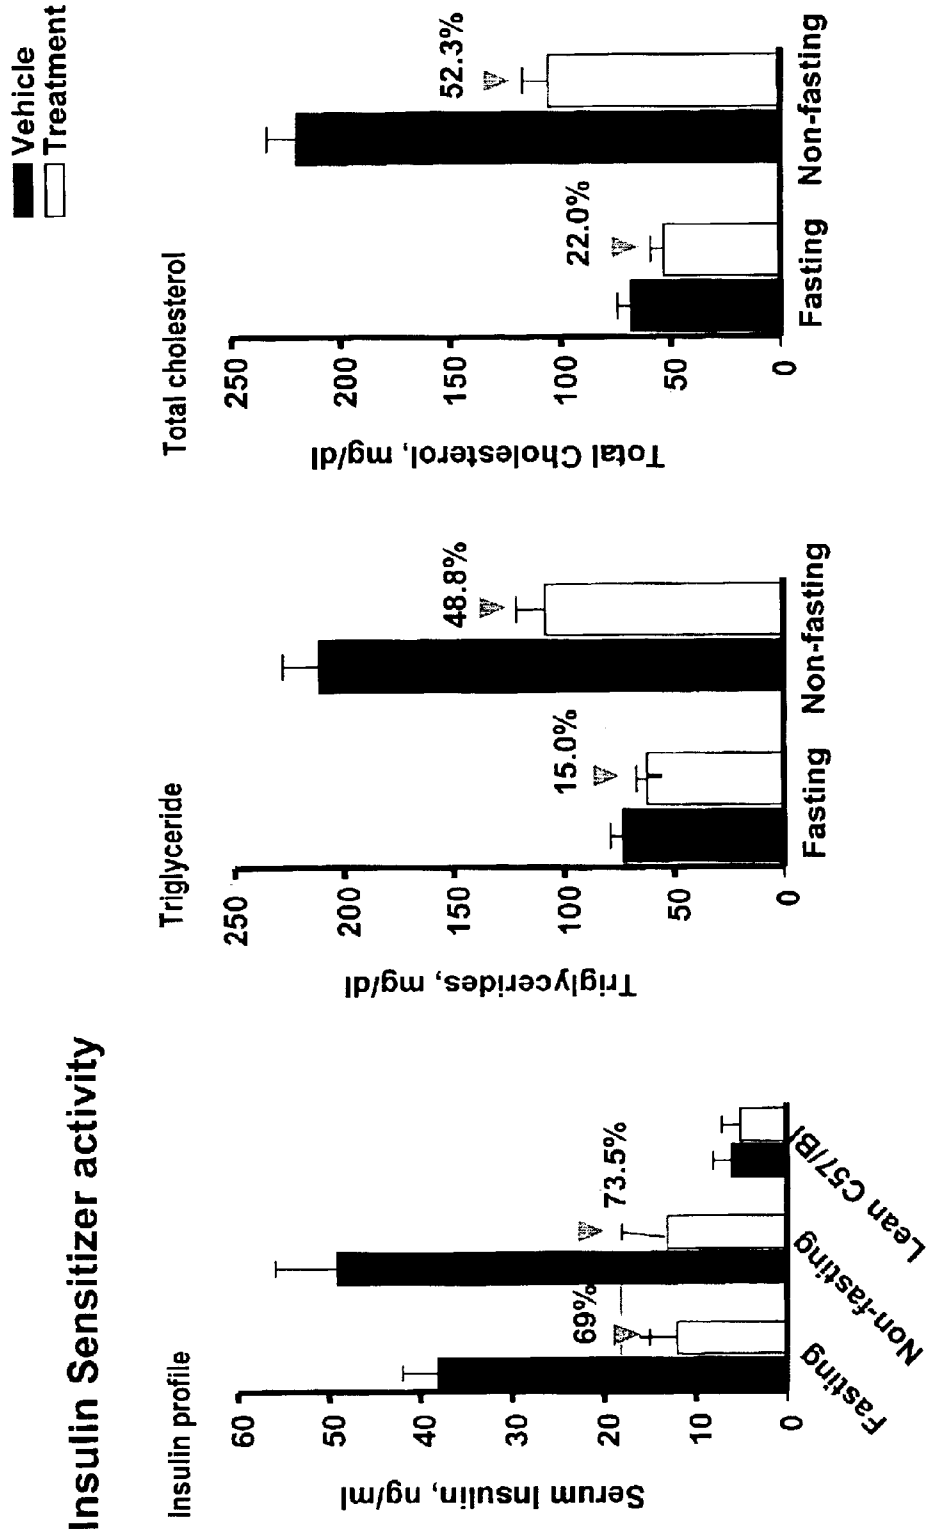 Insulin Sensitizer activity
Vehicle
Treatment
Insulin profile
Serum Insulin, ng/ml
60
50
40
30
20
10
0
69%
73.5%
Fasting
Non-fasting
Lean C57/Bl
Triglyceride
Triglycerides, mg/dl
250
200
150
100
50
0
15.0%
48.8%
Fasting
Non-fasting
Total cholesterol
Total Cholesterol, mg/dl
250
200
150
100
50
0
22.0%
52.3%
Fasting
Non-fasting